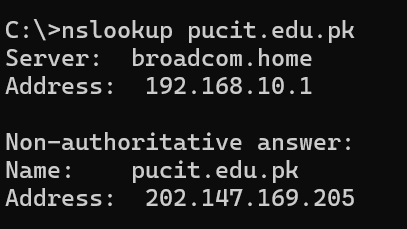 C:\>nslookup pucit.edu.pk
Server:  broadcom.home
Address:  192.168.10.1

Non-authoritative answer:
Name:    pucit.edu.pk
Address:  202.147.169.205